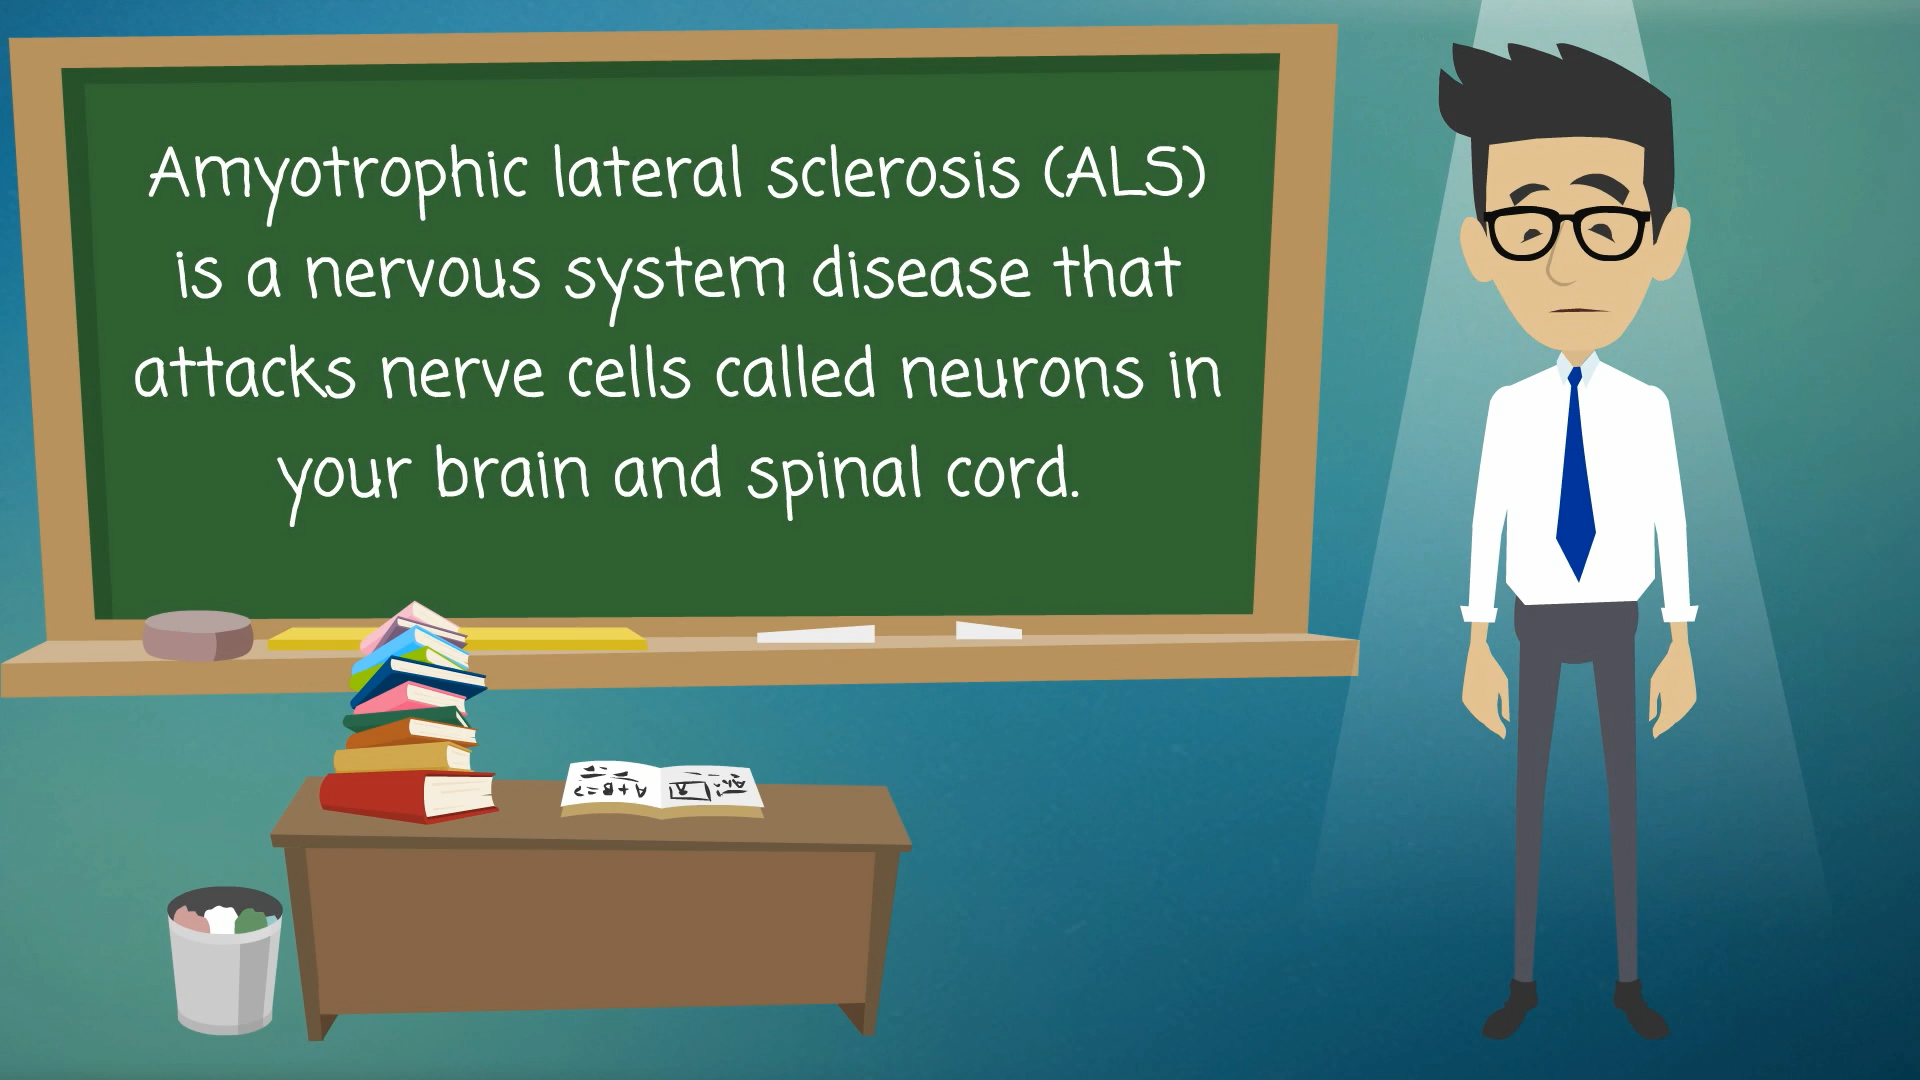 Amyotrophic lateral sclerosis (ALS)
is a nervous system disease that
attacks nerve cells called neurons in
your brain and spinal cord.
A+B=?